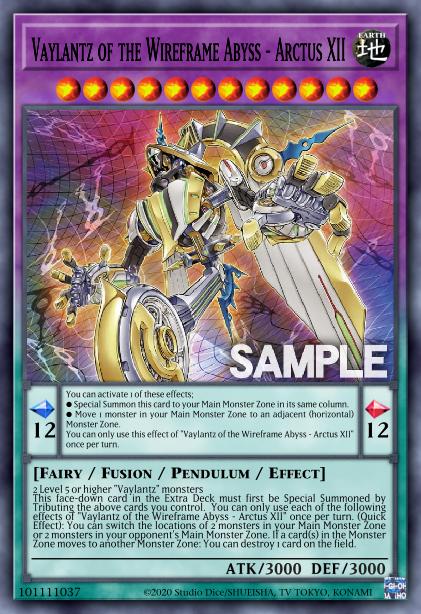 VAYLANTZ OF THE WIREFRAME ABYSS - ARCTUS XII
EARTH
地
SAMPLE
You can activate 1 of these effects;
● Special Summon this card to your Main Monster Zone in its same column.
● Move 1 monster in your Main Monster Zone to an adjacent (horizontal)
Monster Zone.
You can only use this effect of "Vaylantz of the Wireframe Abyss - Arctus XII"
once per turn.
12
12
[FAIRY / FUSION / PENDULUM / EFFECT]
2 Level 5 or higher "Vaylantz" monsters
This face-down card in the Extra Deck must first be Special Summoned by
Tributing the above cards you control. You can only use each of the following
effects of "Vaylantz of the Wireframe Abyss - Arctus XII" once per turn. (Quick
Effect): You can switch the locations of 2 monsters in your Main Monster Zone
or 2 monsters in your opponent's Main Monster Zone. If a card(s) in the Monster
Zone moves to another Monster Zone: You can destroy 1 card on the field.
ATK/3000 DEF/3000
101111037
©2020 Studio Dice/SHUEISHA, TV TOKYO, KONAMI